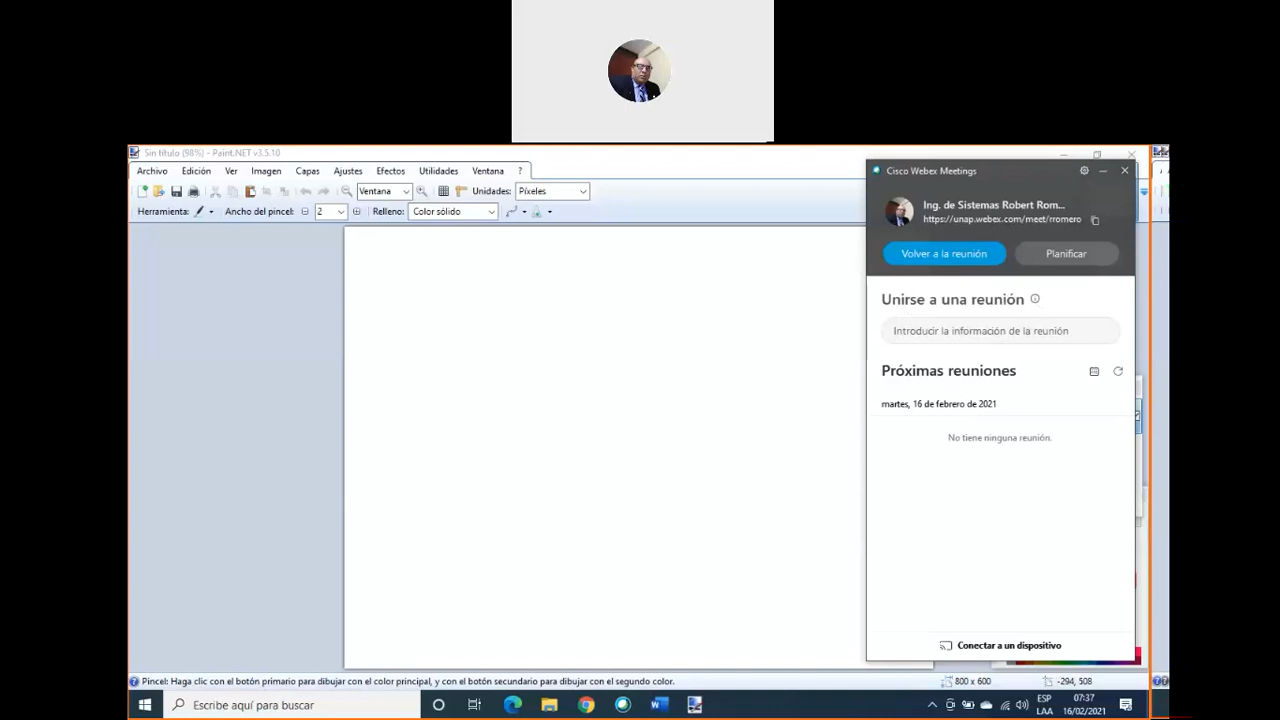 Sin título (98%) - Paint.NET v3.5.10
Archivo Edición Ver Imagen Capas Ajustes Efectos Utilidades Ventana ?
Ventana Unidades: Píxeles
Herramienta: Ancho del pincel: 2 Relleno: Color sólido
Cisco Webex Meetings
Ing. de Sistemas Robert Rom...
https://unap.webex.com/meet/rromero
Volver a la reunión Planificar
Unirse a una reunión
Introducir la información de la reunión
Próximas reuniones
martes, 16 de febrero de 2021
No tiene ninguna reunión.
Conectar a un dispositivo
Pincel: Haga clic con el botón primario para dibujar con el color principal, y con el botón secundario para dibujar con el segundo color. 800 x 600 -294, 508
Escribe aquí para buscar
ESP 07:37
LAA 16/02/2021